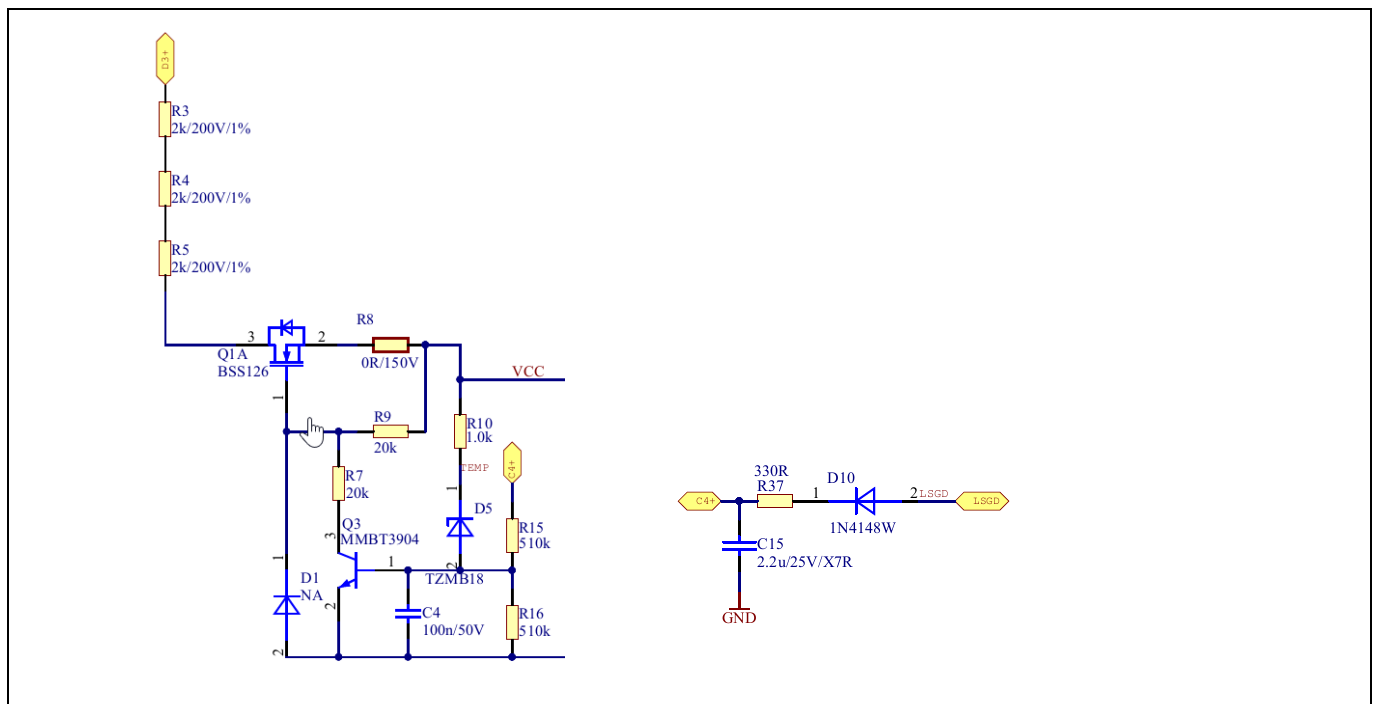 D3+
R3
2k/200V/1%
R4
2k/200V/1%
R5
2k/200V/1%
3
2
R8
Q1A
BSS126
0R/150V
VCC
1
R9
20k
R10
1.0k
TEMP
C4+
R7
20k
1
D5
Q3
MMBT3904
3
1
2
TZMB18
R15
510k
1
D1
NA
2
2
C4
100n/50V
R16
510k
C4+
330R
R37
1
D10
2
LSGD
LSGD
1N4148W
C15
2.2u/25V/X7R
GND